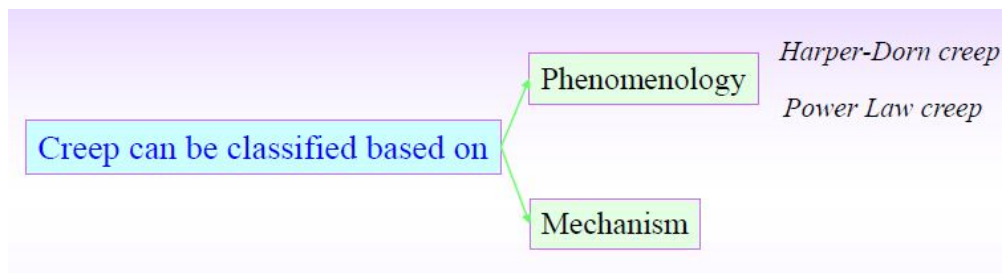 Harper-Dorn creep
Phenomenology
Power Law creep
Creep can be classified based on
Mechanism